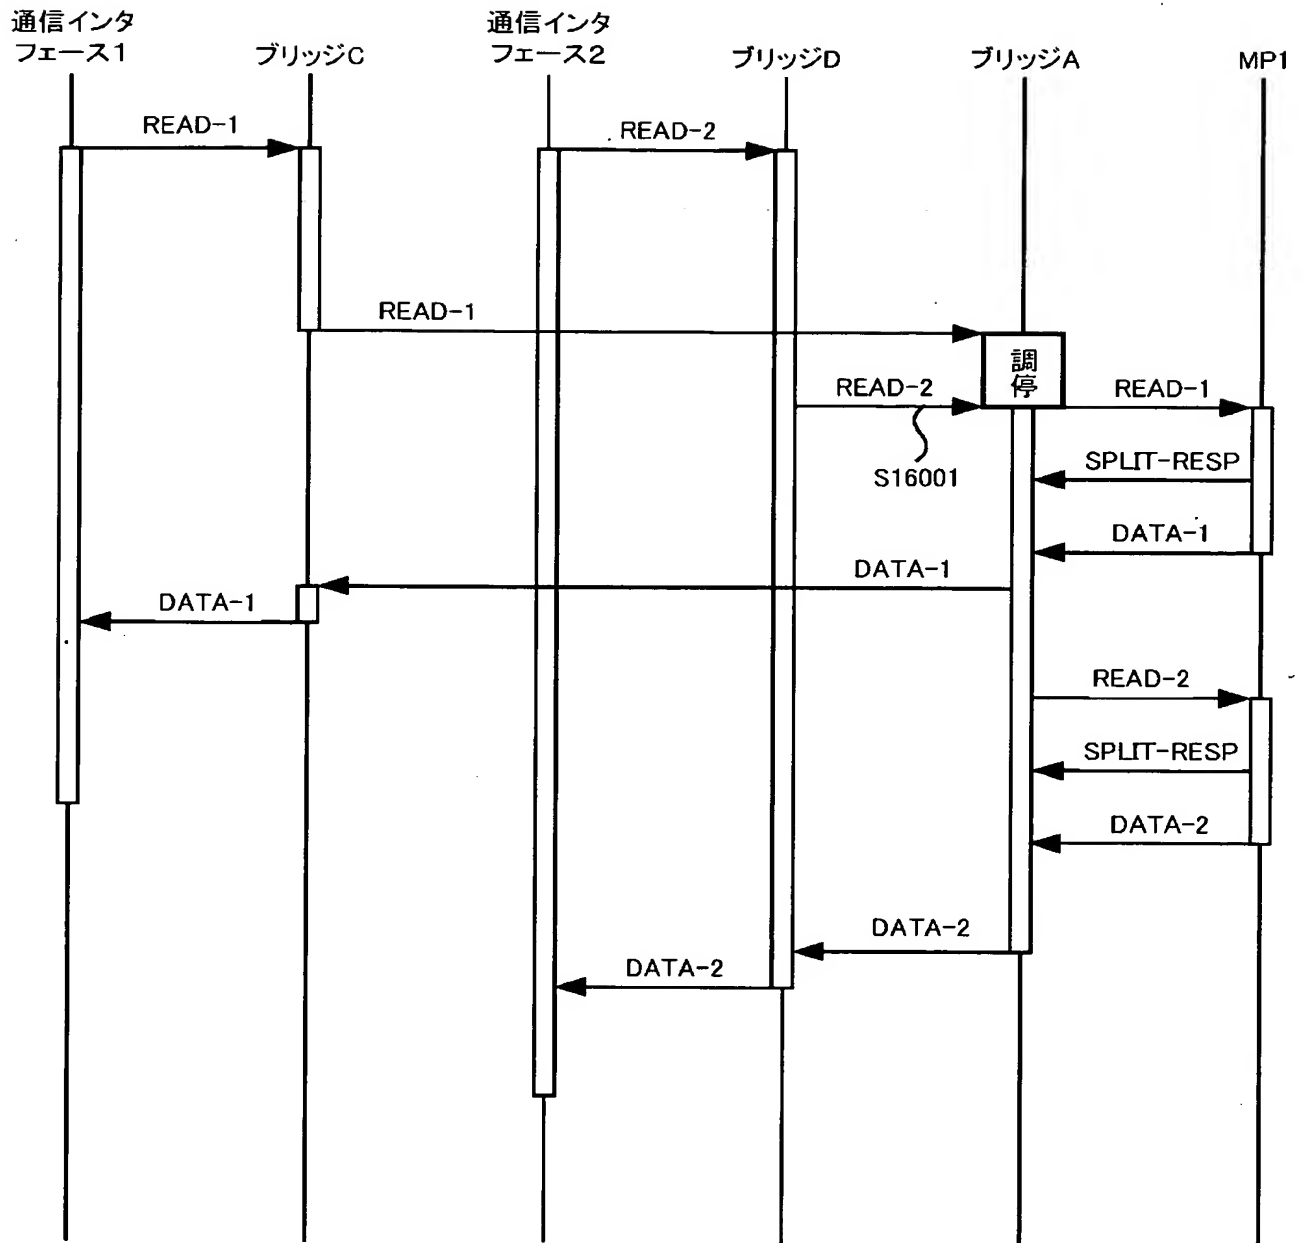 通信インタ
フェース1
ブリッジC
通信インタ
フェース2
ブリッジD
ブリッジA
MP1
READ-1
READ-2
READ-1
調
停
READ-2
READ-1
S16001
SPLIT-RESP
DATA-1
DATA-1
DATA-1
READ-2
SPLIT-RESP
DATA-2
DATA-2
DATA-2